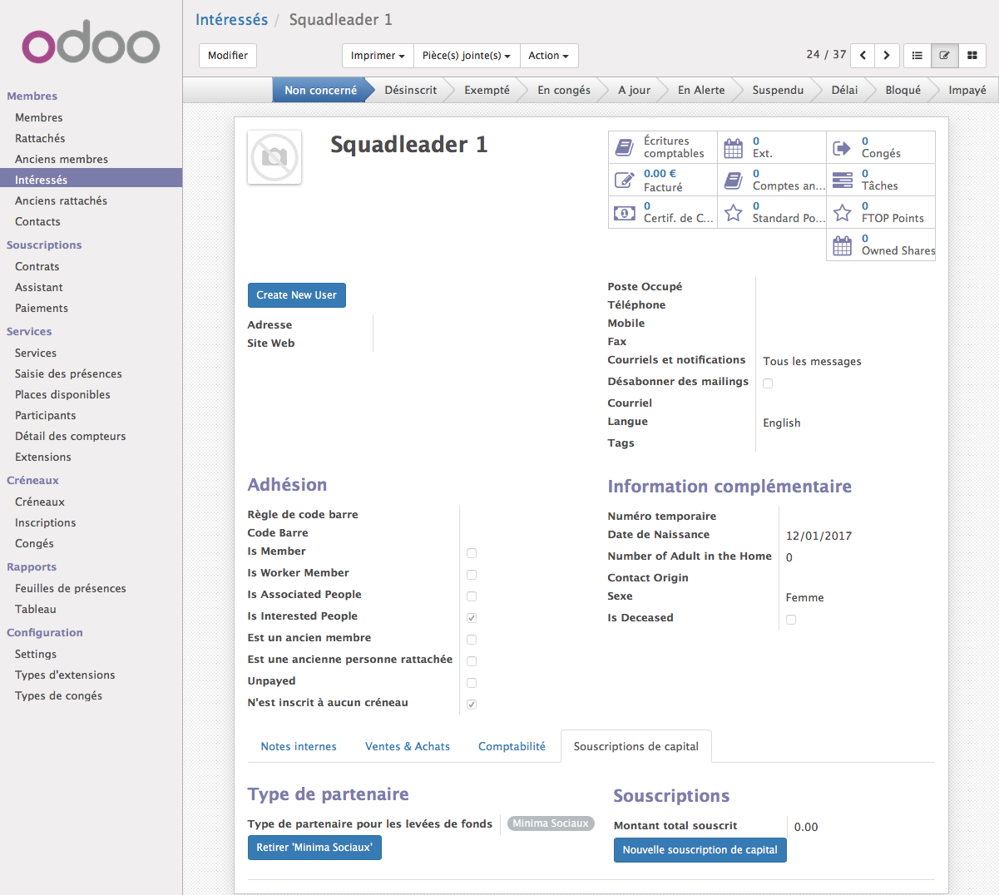 odoo
Membres
Membres
Rattachés
Anciens membres
Intéressés
Anciens rattachés
Contacts
Souscriptions
Contrats
Assistant
Paiements
Services
Services
Saisie des présences
Places disponibles
Participants
Détail des compteurs
Extensions
Créneaux
Créneaux
Inscriptions
Congés
Rapports
Feuilles de présences
Tableau
Configuration
Settings
Types d'extensions
Types de congés
Intéressés / Squadleader 1
Modifier Imprimer Pièce(s) jointe(s) Action 24 / 37
Non concerné Désinscrit Exempté En congés A jour En Alerte Suspendu Délai Bloqué Impayé
Squadleader 1
Écritures comptables
0 Ext.
0 Congés
0.00 € Facturé
0 Comptes an...
0 Tâches
0 Certif. de C...
0 Standard Po...
0 FTOP Points
0 Owned Shares
Create New User
Adresse
Site Web
Poste Occupé
Téléphone
Mobile
Fax
Courriels et notifications Tous les messages
Désabonner des mailings
Courriel
Langue English
Tags
Adhésion
Règle de code barre
Code Barre
Is Member
Is Worker Member
Is Associated People
Is Interested People
Est un ancien membre
Est une ancienne personne rattachée
Unpayed
N'est inscrit à aucun créneau
Information complémentaire
Numéro temporaire
Date de Naissance 12/01/2017
Number of Adult in the Home 0
Contact Origin
Sexe Femme
Is Deceased
Notes internes Ventes & Achats Comptabilité Souscriptions de capital
Type de partenaire
Type de partenaire pour les levées de fonds Minima Sociaux
Retirer 'Minima Sociaux'
Souscriptions
Montant total souscrit 0.00
Nouvelle souscription de capital